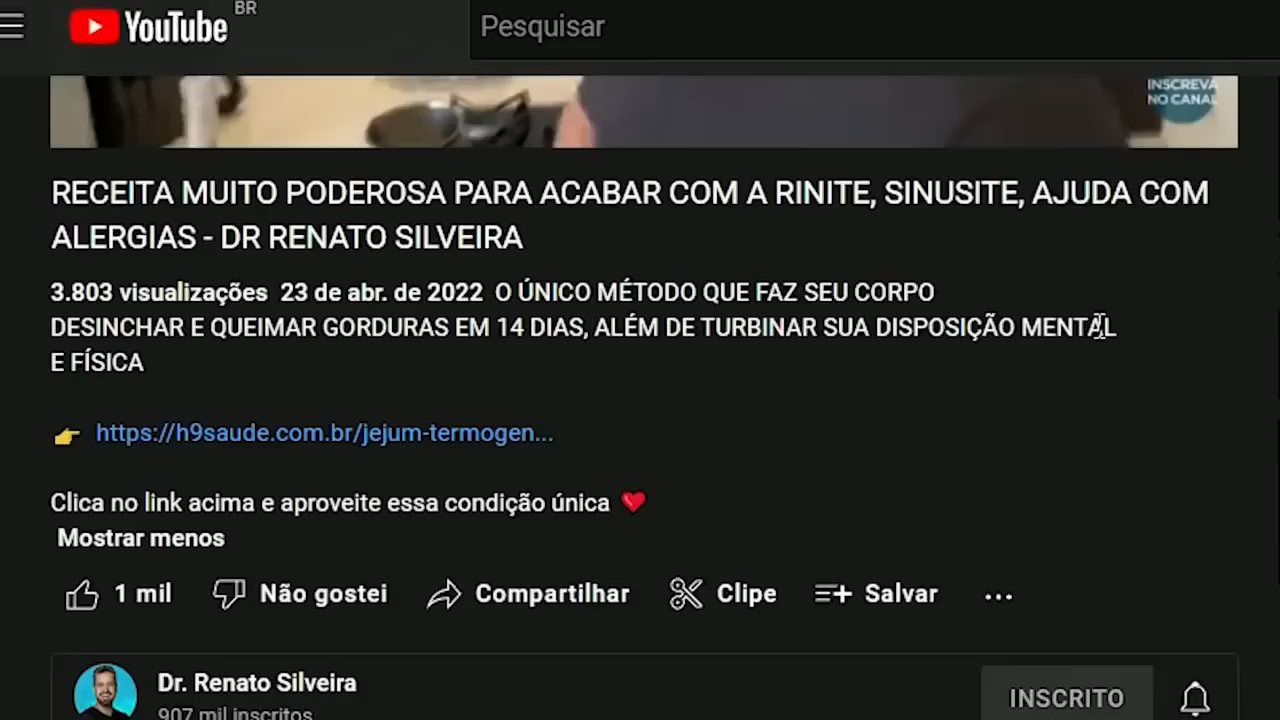 YouTube BR
Pesquisar
INSCREVA
NO CANAL
RECEITA MUITO PODEROSA PARA ACABAR COM A RINITE, SINUSITE, AJUDA COM
ALERGIAS - DR RENATO SILVEIRA
3.803 visualizações 23 de abr. de 2022 O ÚNICO MÉTODO QUE FAZ SEU CORPO
DESINCHAR E QUEIMAR GORDURAS EM 14 DIAS, ALÉM DE TURBINAR SUA DISPOSIÇÃO MENTAL
E FÍSICA
https://h9saude.com.br/jejum-termogen...
Clica no link acima e aproveite essa condição única
Mostrar menos
1 mil Não gostei Compartilhar Clipe Salvar ...
Dr. Renato Silveira
907 mil inscritos
INSCRITO